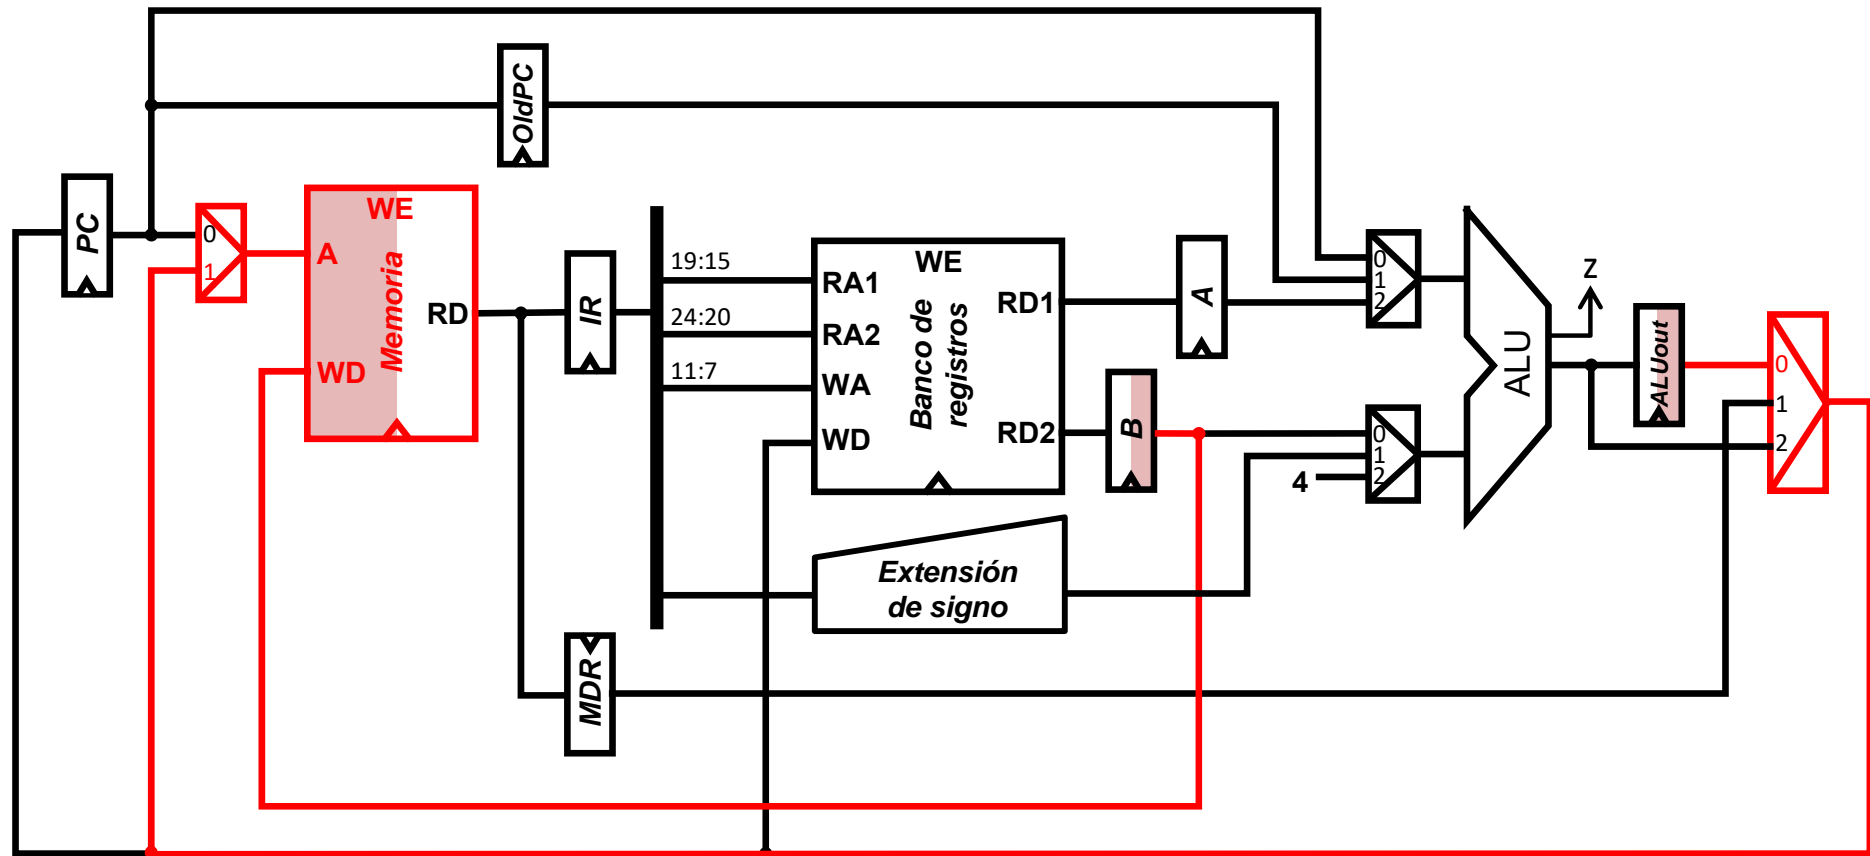 OldPC
PC
0
1
WE
A
Memoria
RD
WD
IR
19:15
24:20
11:7
WE
RA1
RA2
WA
WD
Banco de
registros
RD1
RD2
A
B
0
1
2
0
1
2
4
ALU
Z
ALUout
0
1
2
Extensión
de signo
MDR